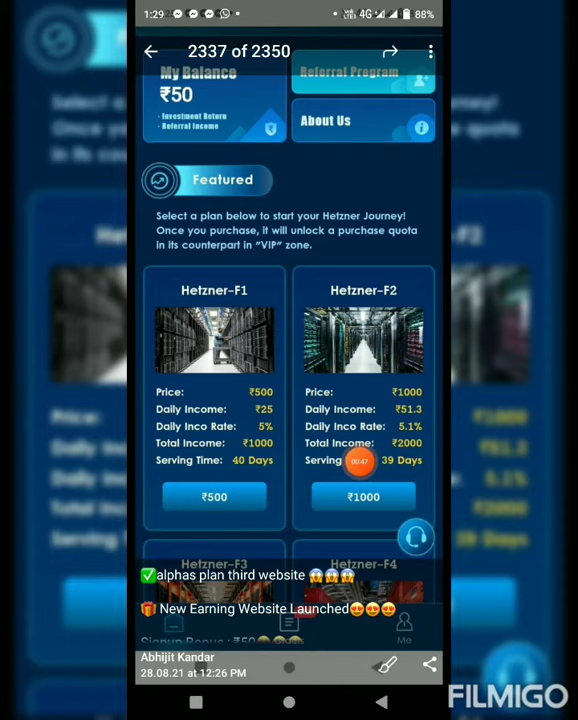 1:29
4G 88%
2337 of 2350
My Balance
₹50
· Investment Return
· Referral Income
Referral Program
About Us
Featured
Select a plan below to start your Hetzner Journey!
Once you purchase, it will unlock a purchase quota
in its counterpart in "VIP" zone.
Hetzner-F1
Price: ₹500
Daily Income: ₹25
Daily Inco Rate: 5%
Total Income: ₹1000
Serving Time: 40 Days
₹500
Hetzner-F2
Price: ₹1000
Daily Income: ₹51.3
Daily Inco Rate: 5.1%
Total Income: ₹2000
Serving 39 Days
00:47
₹1000
Hetzner-F3
Hetzner-F4
✅alphas plan third website 😱😱😱
🎁 New Earning Website Launched😍😍😍
Signup Bonus : ₹50
Me
Abhijit Kandar
28.08.21 at 12:26 PM
FILMIGO